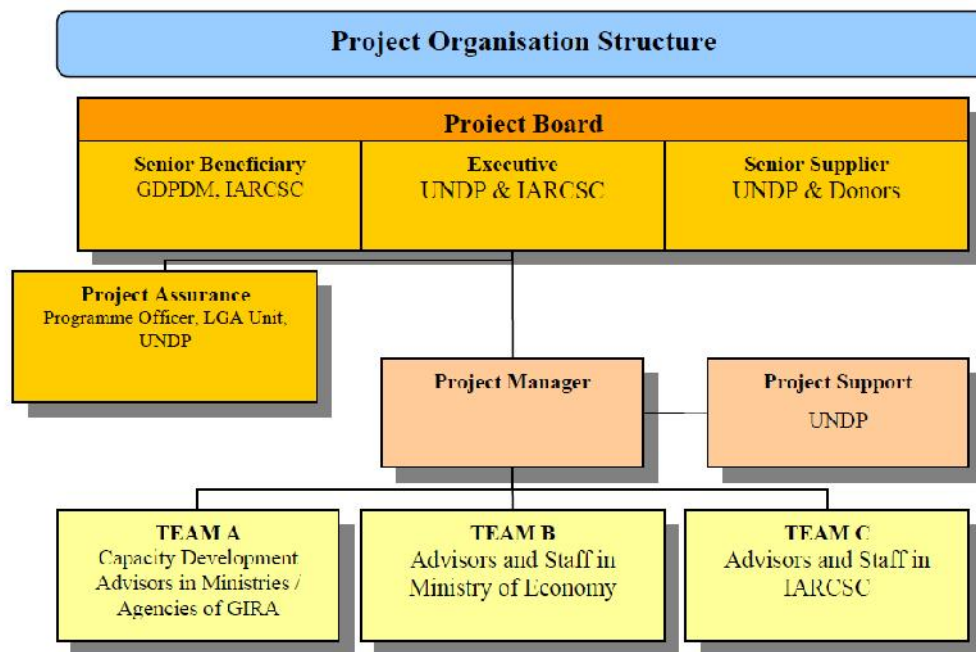 Project Organisation Structure
Project Board
Senior Beneficiary
GDPDM, IARCSC
Executive
UNDP & IARCSC
Senior Supplier
UNDP & Donors
Project Assurance
Programme Officer, LGA Unit,
UNDP
Project Manager
Project Support
UNDP
TEAM A
Capacity Development
Advisors in Ministries /
Agencies of GIRA
TEAM B
Advisors and Staff in
Ministry of Economy
TEAM C
Advisors and Staff in
IARCSC